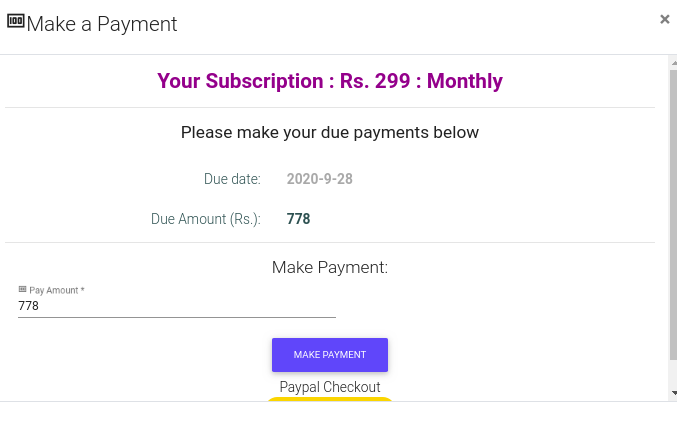 Make a Payment
×
Your Subscription : Rs. 299 : Monthly
Please make your due payments below
Due date: 2020-9-28
Due Amount (Rs.): 778
Make Payment:
Pay Amount *
778
MAKE PAYMENT
Paypal Checkout